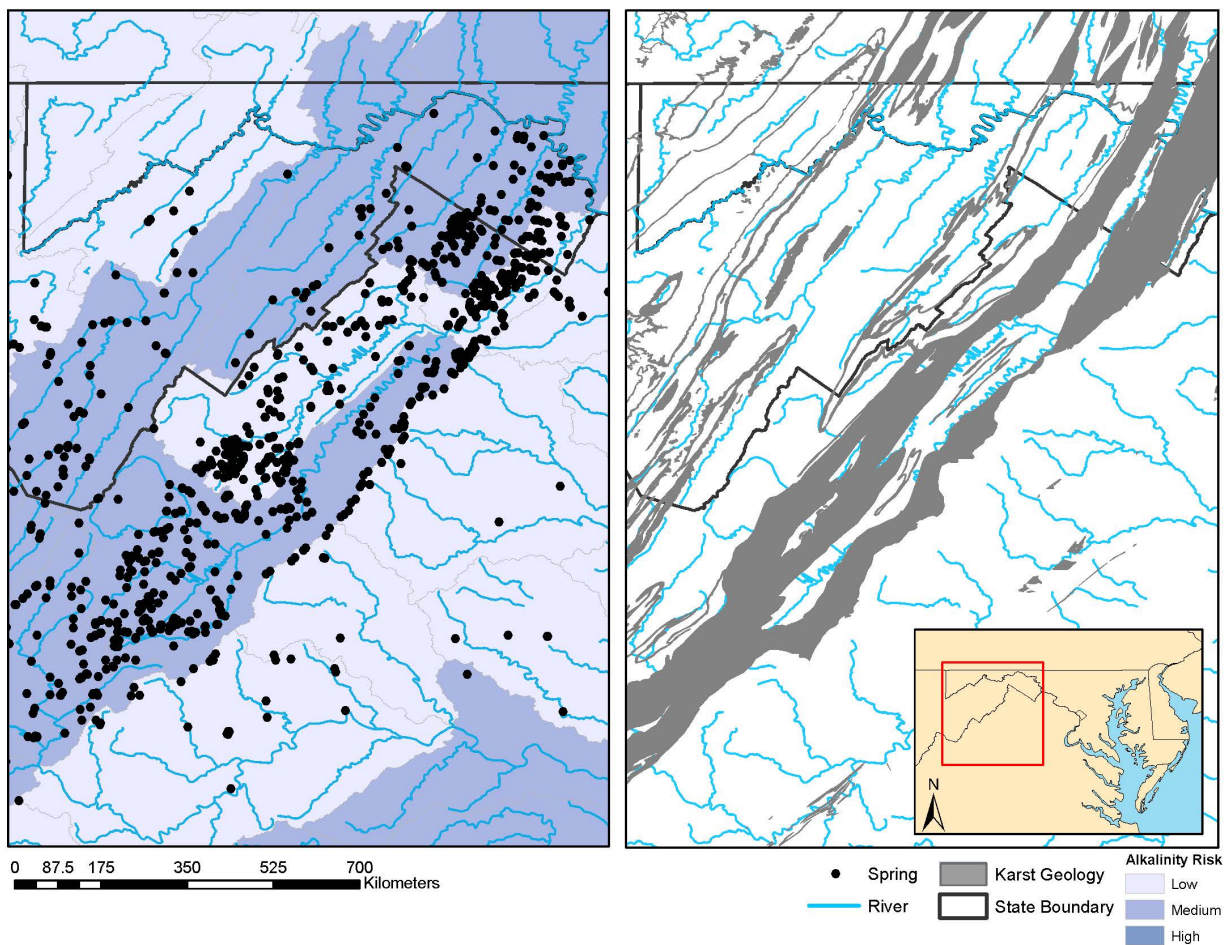 N
0 87.5 175 350 525 700
Kilometers
Spring
River
Karst Geology
State Boundary
Alkalinity Risk
Low
Medium
High